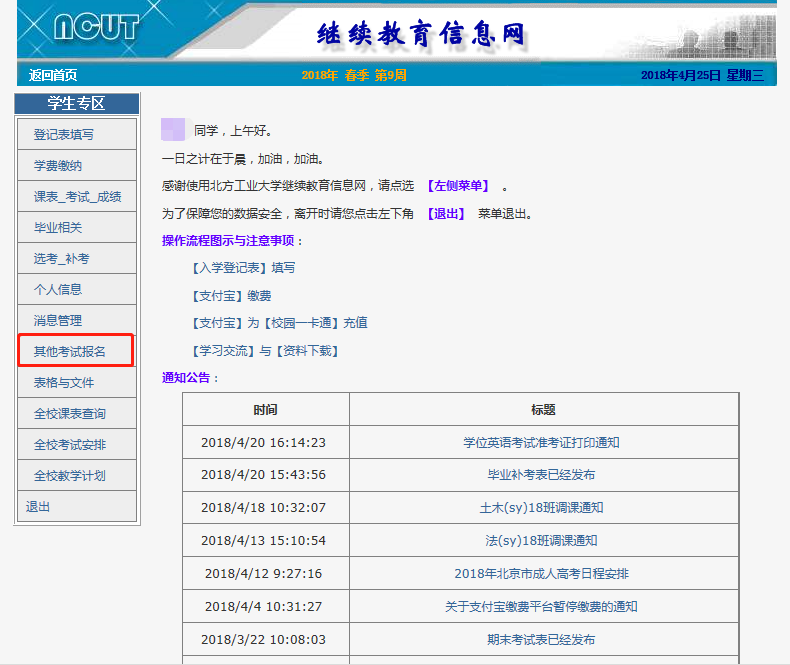 NCUT
继续教育信息网
返回首页 2018年 春季 第9周 2018年4月25日 星期三
学生专区
登记表填写
学费缴纳
课表_考试_成绩
毕业相关
选考_补考
个人信息
消息管理
其他考试报名
表格与文件
全校课表查询
全校考试安排
全校教学计划
退出
同学，上午好。
一日之计在于晨，加油，加油。
感谢使用北方工业大学继续教育信息网，请点选 【左侧菜单】 。
为了保障您的数据安全，离开时请您点击左下角 【退出】 菜单退出。
操作流程图示与注意事项：
【入学登记表】填写
【支付宝】缴费
【支付宝】为【校园一卡通】充值
【学习交流】与【资料下载】
通知公告：
时间 标题
2018/4/20 16:14:23 学位英语考试准考证打印通知
2018/4/20 15:43:56 毕业补考表已经发布
2018/4/18 10:32:07 土木(sy)18班调课通知
2018/4/13 15:10:54 法(sy)18班调课通知
2018/4/12 9:27:16 2018年北京市成人高考日程安排
2018/4/4 10:31:27 关于支付宝缴费平台暂停缴费的通知
2018/3/22 10:08:03 期末考试表已经发布